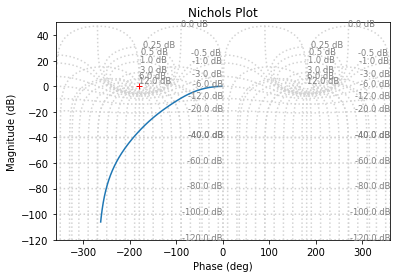 Nichols Plot
0.0 dB 0.0 dB
0.25 dB 0.25 dB
0.5 dB -0.5 dB 0.5 dB -0.5 dB
1.0 dB -1.0 dB 1.0 dB -1.0 dB
3.0 dB -3.0 dB 3.0 dB -3.0 dB
6.0 dB -6.0 dB 6.0 dB -6.0 dB
12.0 dB -12.0 dB 12.0 dB -12.0 dB
-20.0 dB -20.0 dB
-40.0 dB -40.0 dB
-60.0 dB -60.0 dB
-80.0 dB -80.0 dB
-100.0 dB -100.0 dB
-120.0 dB -120.0 dB
40
20
0
−20
−40
−60
−80
−100
−120
Magnitude (dB)
−300 −200 −100 0 100 200 300
Phase (deg)